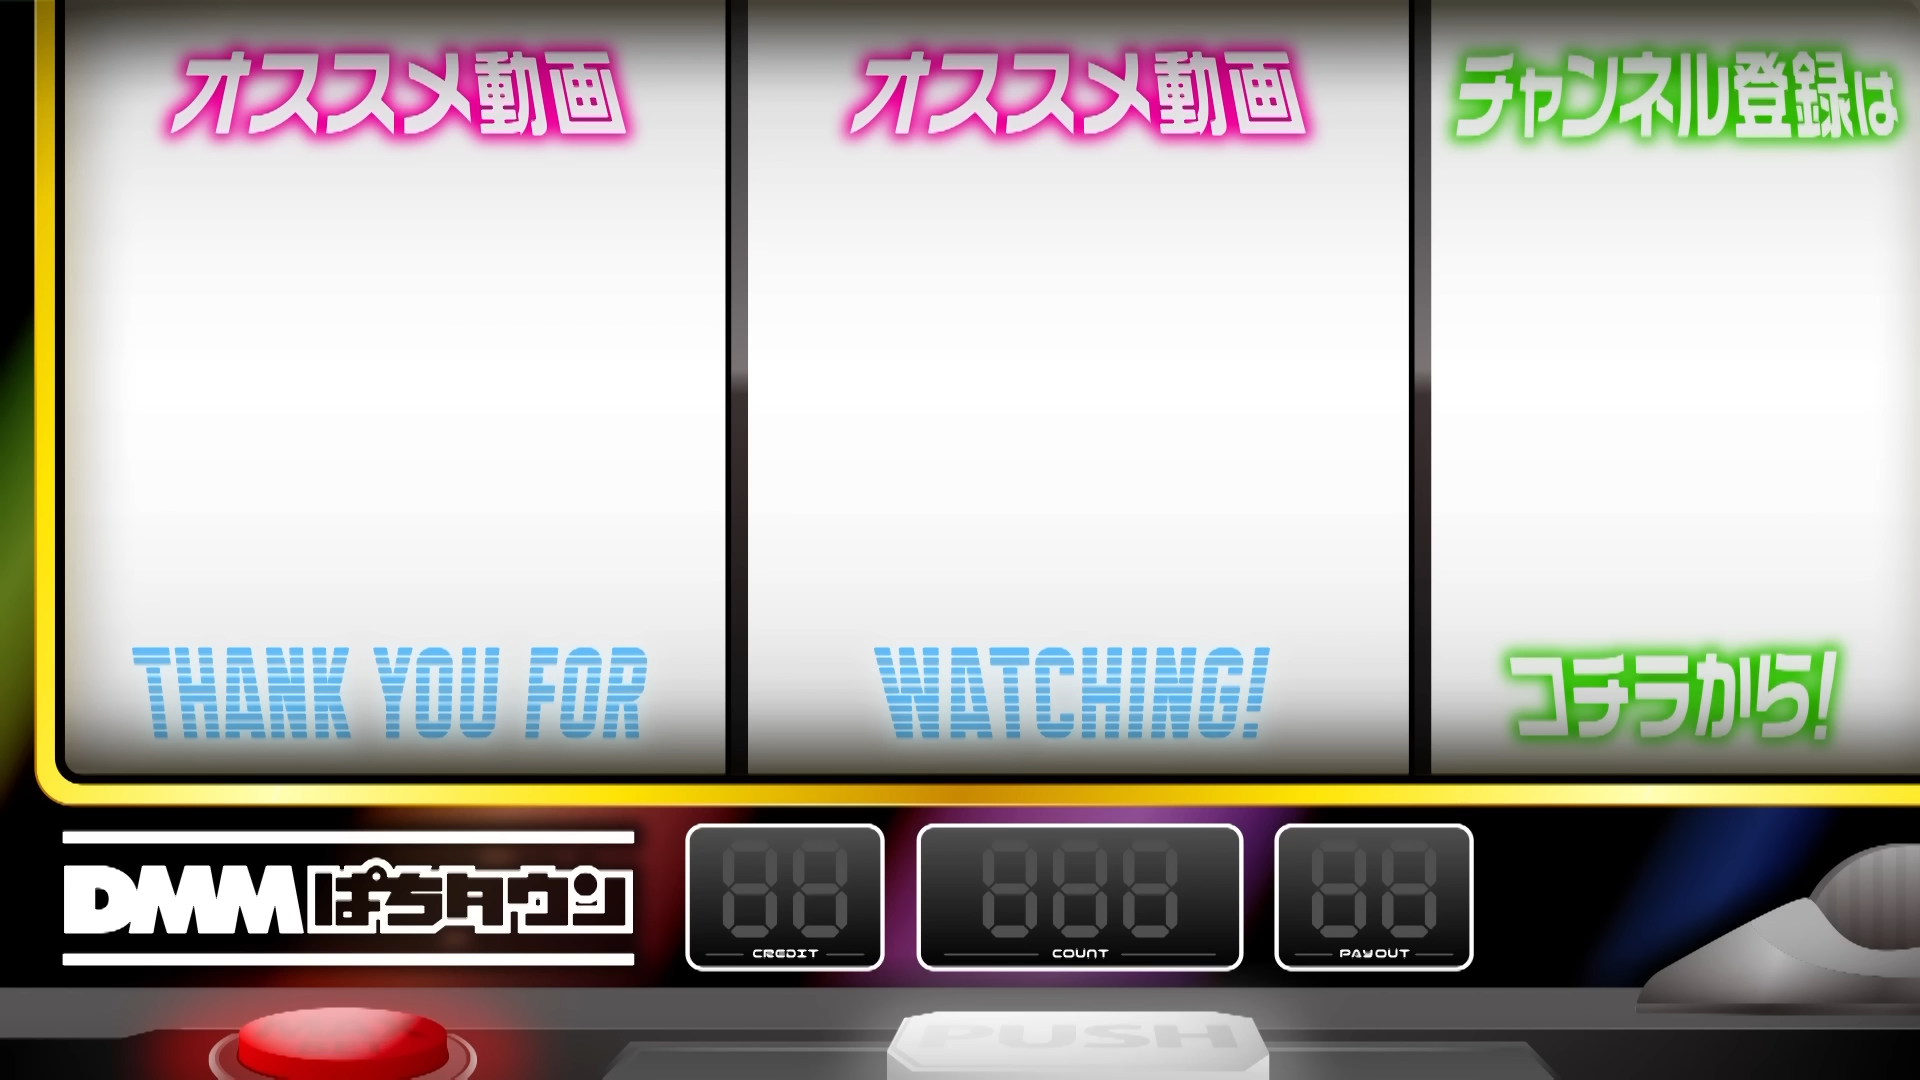 オススメ動画
オススメ動画
チャンネル登録は
THANK YOU FOR
WATCHING!
コチラから!
DMMぱちタウン
CREDIT
COUNT
PAYOUT
PUSH